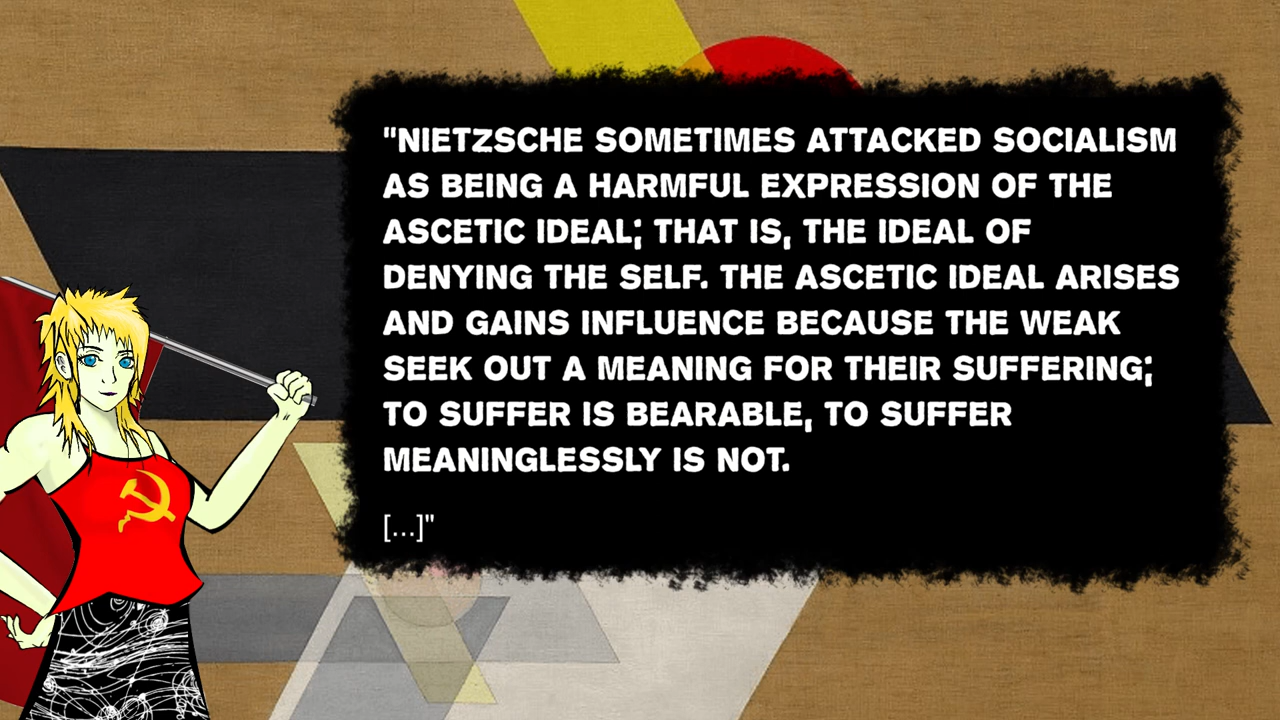 "NIETZSCHE SOMETIMES ATTACKED SOCIALISM
AS BEING A HARMFUL EXPRESSION OF THE
ASCETIC IDEAL; THAT IS, THE IDEAL OF
DENYING THE SELF. THE ASCETIC IDEAL ARISES
AND GAINS INFLUENCE BECAUSE THE WEAK
SEEK OUT A MEANING FOR THEIR SUFFERING;
TO SUFFER IS BEARABLE, TO SUFFER
MEANINGLESSLY IS NOT.
[...]"